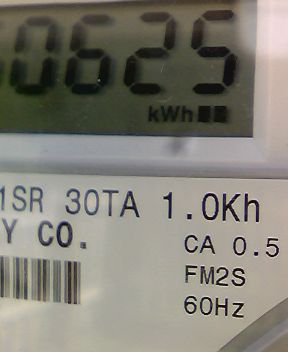 0625
kWh
1SR 30TA 1.0Kh
Y CO.
CA 0.5
FM2S
60Hz